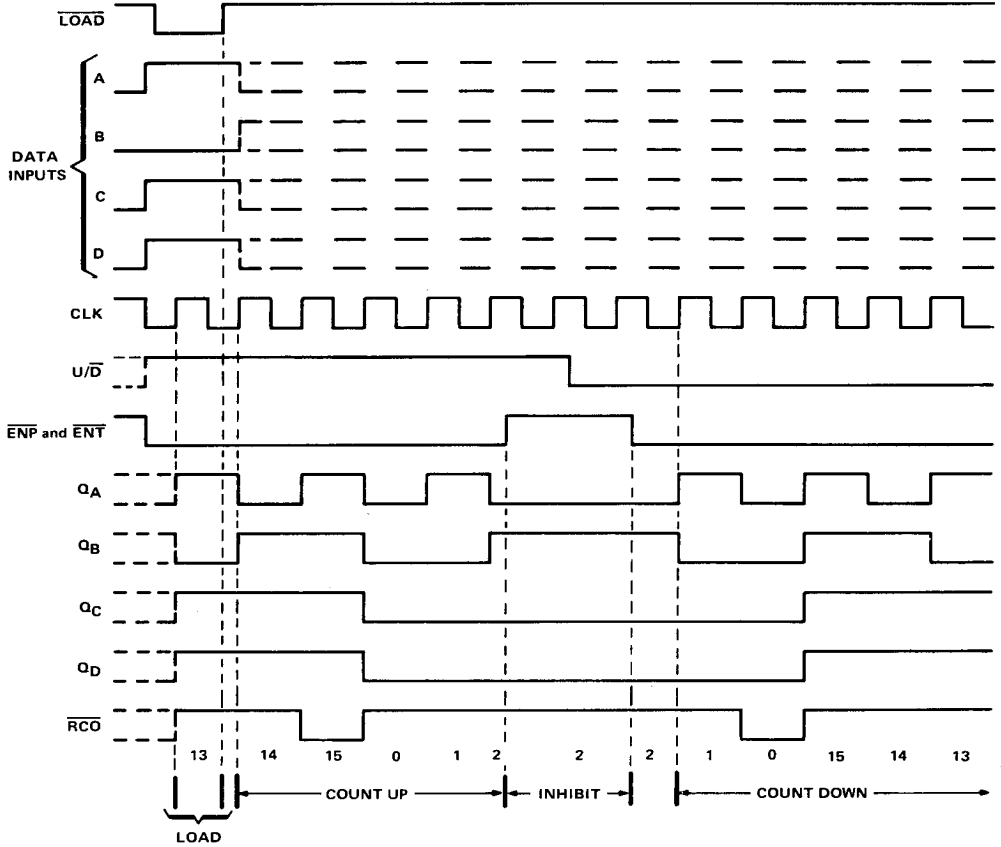 LOAD
A
B
DATA
INPUTS
C
D
CLK
U/D
ENP and ENT
QA
QB
QC
QD
RCO
13 14 15 0 1 2 2 2 1 0 15 14 13
COUNT UP INHIBIT COUNT DOWN
LOAD